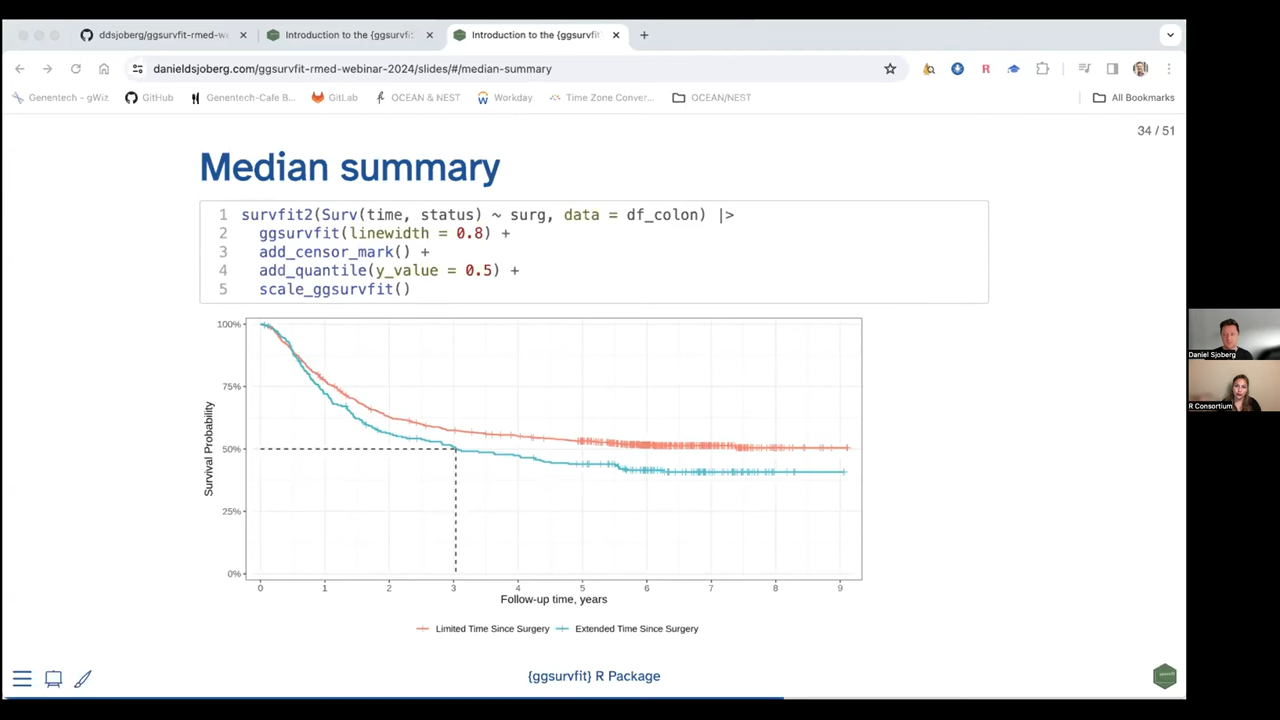 ddsjoberg/ggsurvfit-rmed-we
Introduction to the {ggsurvfit
Introduction to the {ggsurvfit
danieldsjoberg.com/ggsurvfit-rmed-webinar-2024/slides/#/median-summary
Genentech - gWiz
GitHub
Genentech-Cafe B...
GitLab
OCEAN & NEST
Workday
Time Zone Conver...
OCEAN/NEST
All Bookmarks
34 / 51
Median summary
1 survfit2(Surv(time, status) ~ surg, data = df_colon) |>
2 ggsurvfit(linewidth = 0.8) +
3 add_censor_mark() +
4 add_quantile(y_value = 0.5) +
5 scale_ggsurvfit()
100%
75%
50%
25%
0%
Survival Probability
0 1 2 3 4 5 6 7 8 9
Follow-up time, years
Limited Time Since Surgery Extended Time Since Surgery
{ggsurvfit} R Package
Daniel Sjoberg
R Consortium